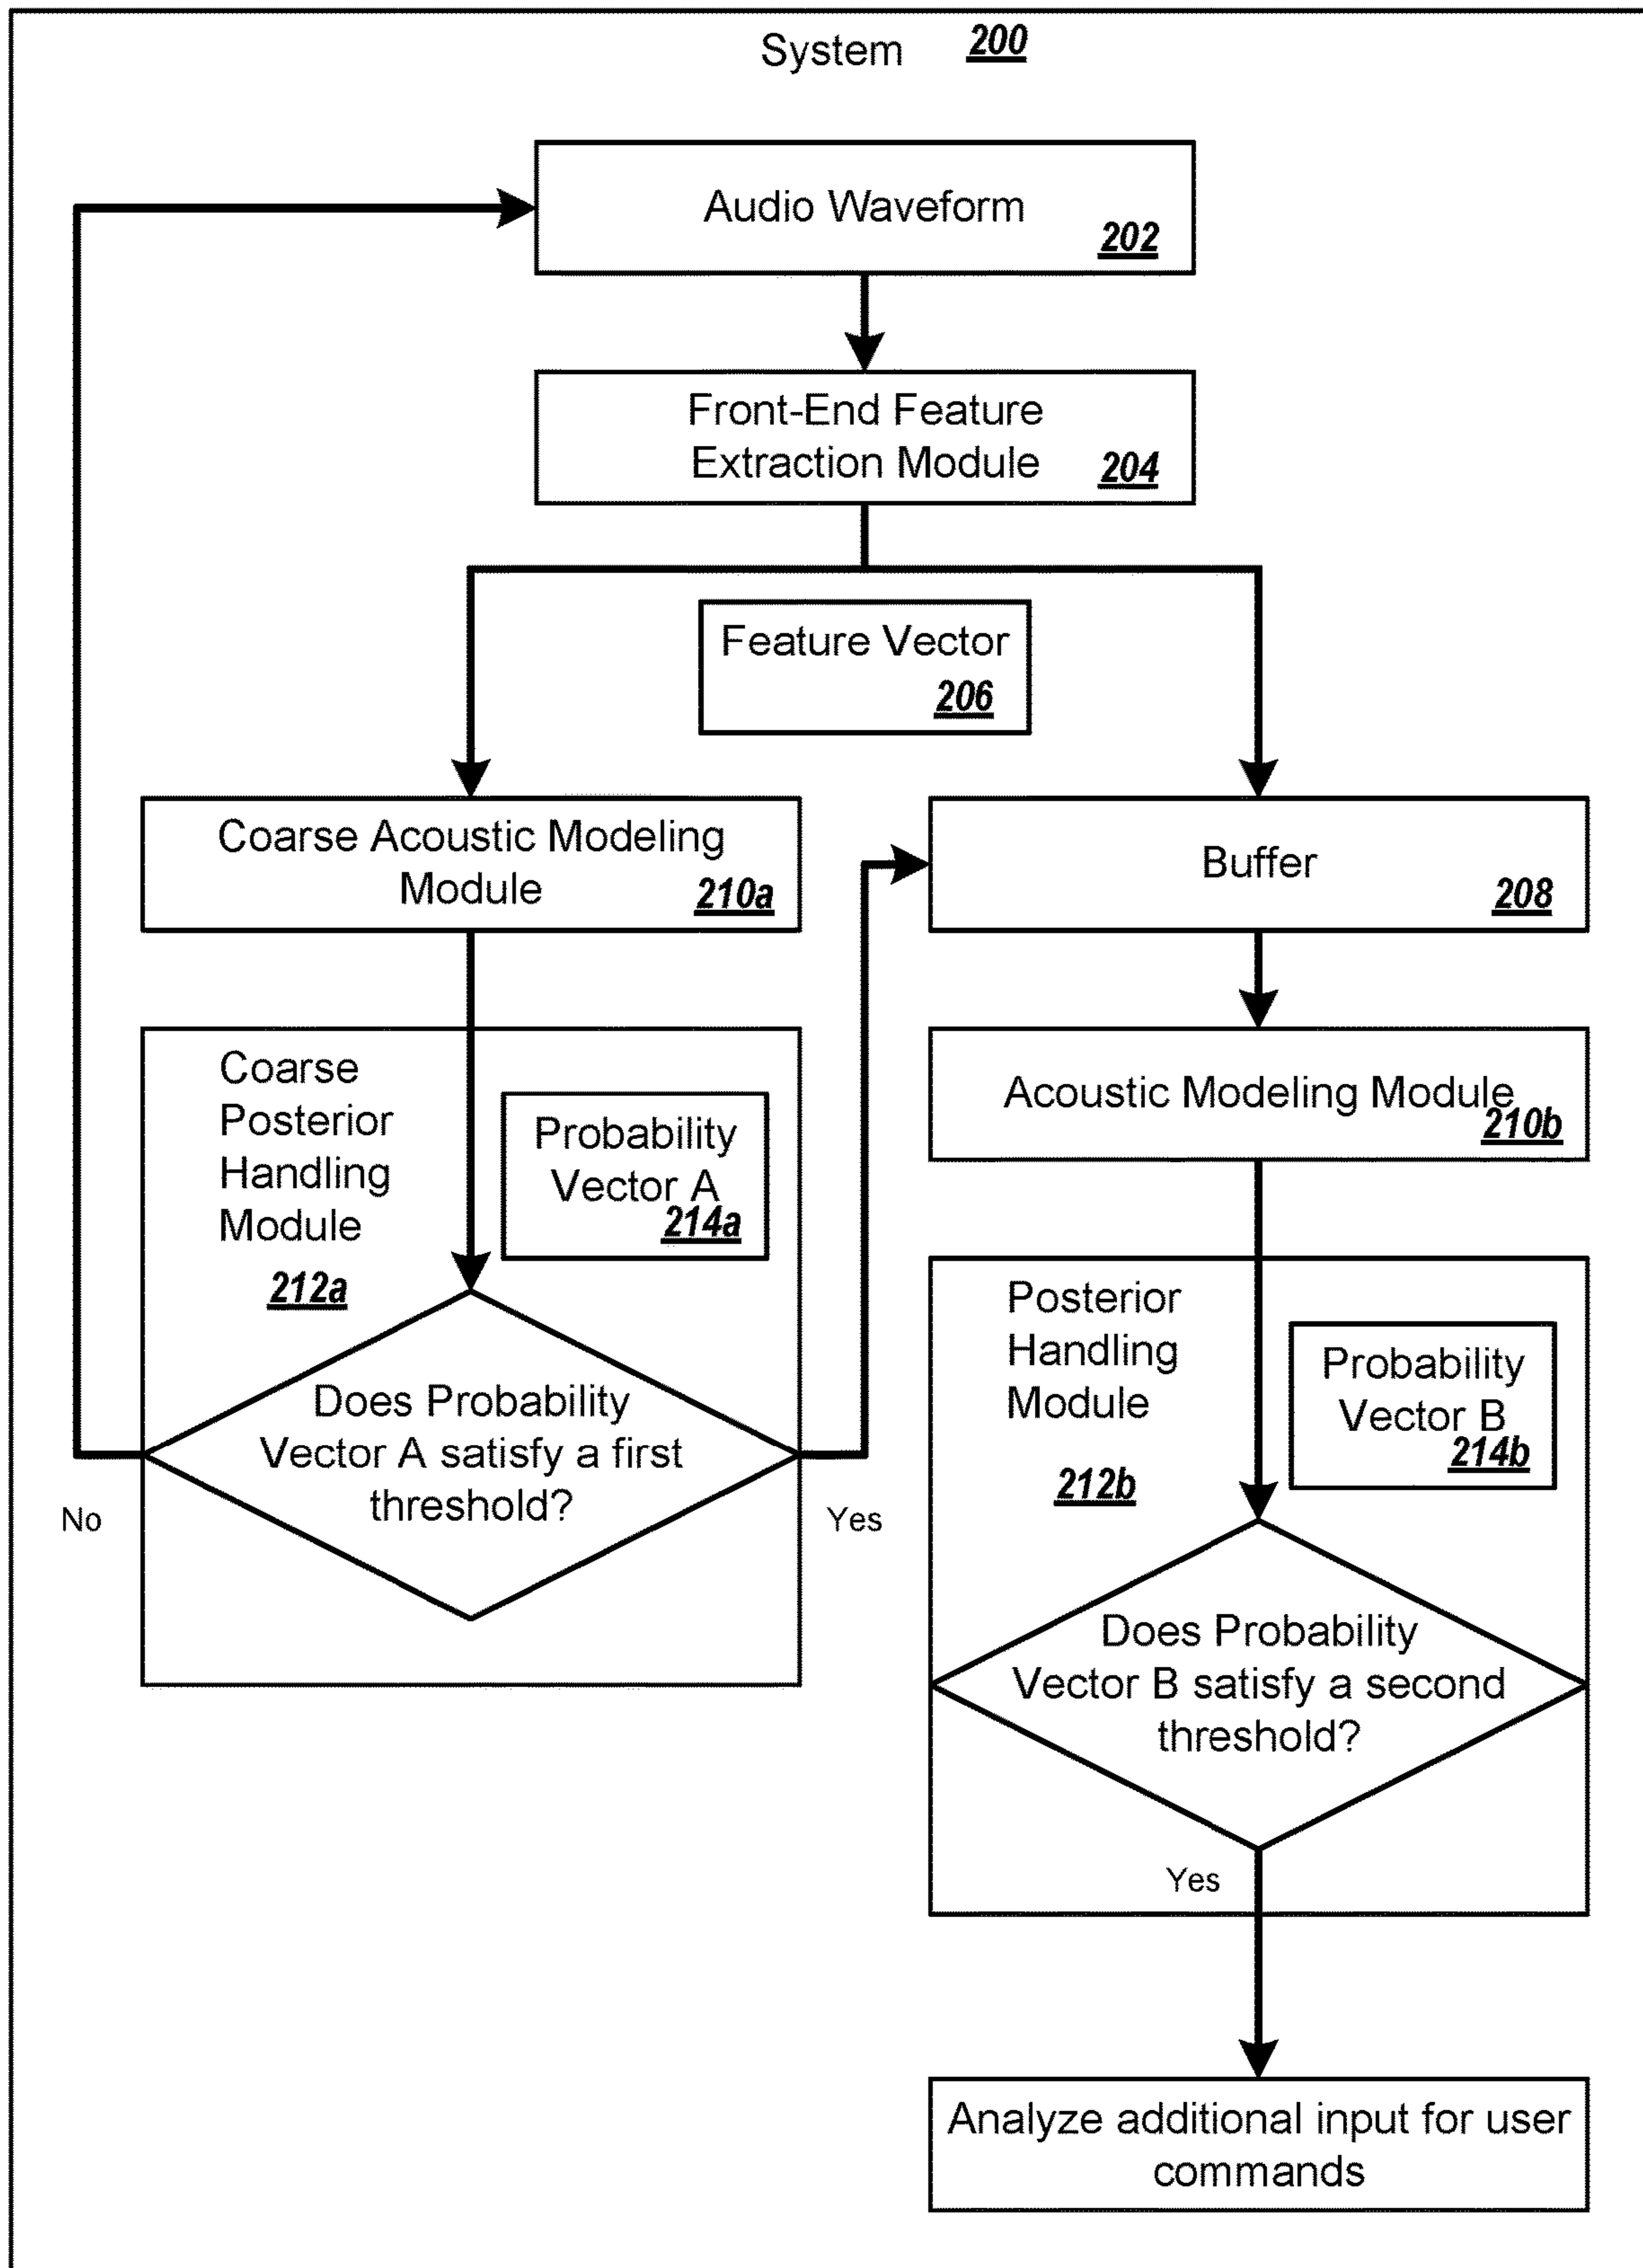 System 200
Audio Waveform
202
Front-End Feature
Extraction Module 204
Feature Vector
206
Coarse Acoustic Modeling
Module 210a
Buffer
208
Coarse
Posterior
Handling
Module
212a
Probability
Vector A
214a
Does Probability
Vector A satisfy a first
threshold?
No
Yes
Acoustic Modeling Module
210b
Posterior
Handling
Module
212b
Probability
Vector B
214b
Does Probability
Vector B satisfy a second
threshold?
Yes
Analyze additional input for user
commands